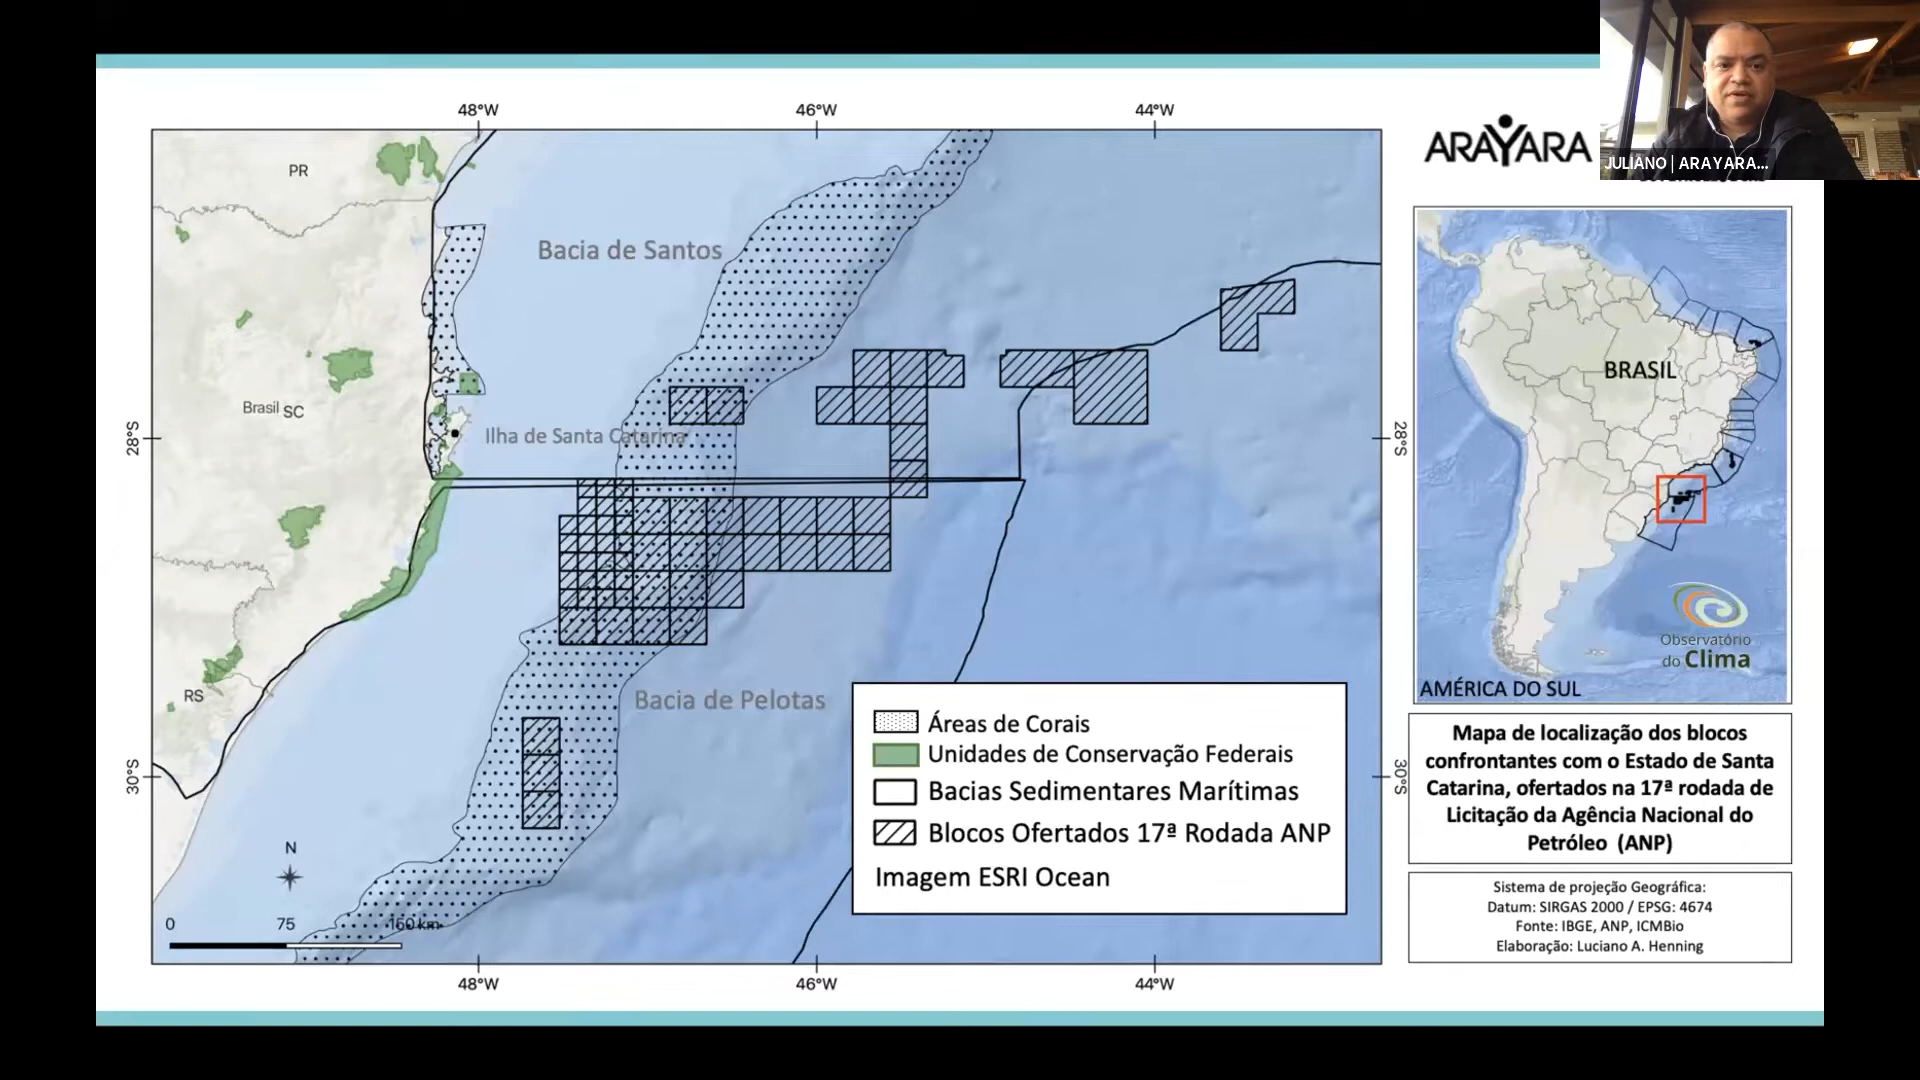 48°W
46°W
44°W
PR
Bacia de Santos
Brasil SC
Ilha de Santa Catarina
28°S
28°S
Bacia de Pelotas
RS
30°S
30°S
N
0 75 150 km
48°W
46°W
44°W
Áreas de Corais
Unidades de Conservação Federais
Bacias Sedimentares Marítimas
Blocos Ofertados 17ª Rodada ANP
Imagem ESRI Ocean
ARAYARA
JULIANO | ARAYARA...
BRASIL
Observatório
do Clima
AMÉRICA DO SUL
Mapa de localização dos blocos
confrontantes com o Estado de Santa
Catarina, ofertados na 17ª rodada de
Licitação da Agência Nacional do
Petróleo (ANP)
Sistema de projeção Geográfica:
Datum: SIRGAS 2000 / EPSG: 4674
Fonte: IBGE, ANP, ICMBio
Elaboração: Luciano A. Henning